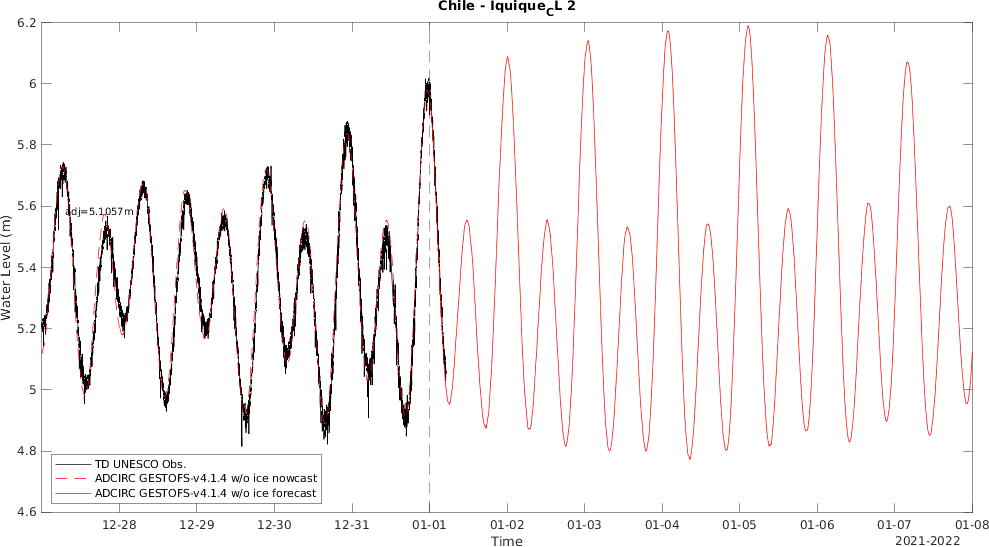 Chile - Iquique_CL 2
6.2
6
5.8
5.6
5.4
5.2
5
4.8
4.6
Water Level (m)
adj=5.1057m
TD UNESCO Obs.
ADCIRC GESTOFS-v4.1.4 w/o ice nowcast
ADCIRC GESTOFS-v4.1.4 w/o ice forecast
12-28 12-29 12-30 12-31 01-01 01-02 01-03 01-04 01-05 01-06 01-07 01-08
Time
2021-2022